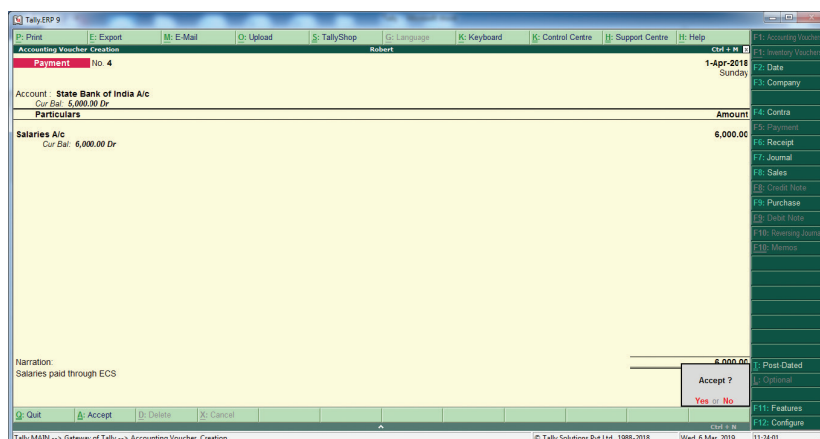 Tally.ERP 9
P: Print E: Export M: E-Mail O: Upload S: TallyShop G: Language K: Keyboard K: Control Centre H: Support Centre H: Help
Accounting Voucher Creation Robert Ctrl + M
Payment No. 4 1-Apr-2018
Sunday
Account : State Bank of India A/c
Cur Bal: 5,000.00 Dr
Particulars Amount
Salaries A/c 6,000.00
Cur Bal: 6,000.00 Dr
Narration: 6,000.00
Salaries paid through ECS
Accept ?
Yes or No
Q: Quit A: Accept D: Delete X: Cancel
Ctrl + N
Tally MAIN --> Gateway of Tally --> Accounting Voucher Creation © Tally Solutions Pvt Ltd., 1988-2018 Wed, 6 Mar, 2019 11:24:01
F1: Accounting Voucher
F1: Inventory Voucher
F2: Date
F3: Company
F4: Contra
F5: Payment
F6: Receipt
F7: Journal
F8: Sales
F8: Credit Note
F9: Purchase
F9: Debit Note
F10: Reversing Journal
F10: Memos
T: Post-Dated
L: Optional
F11: Features
F12: Configure